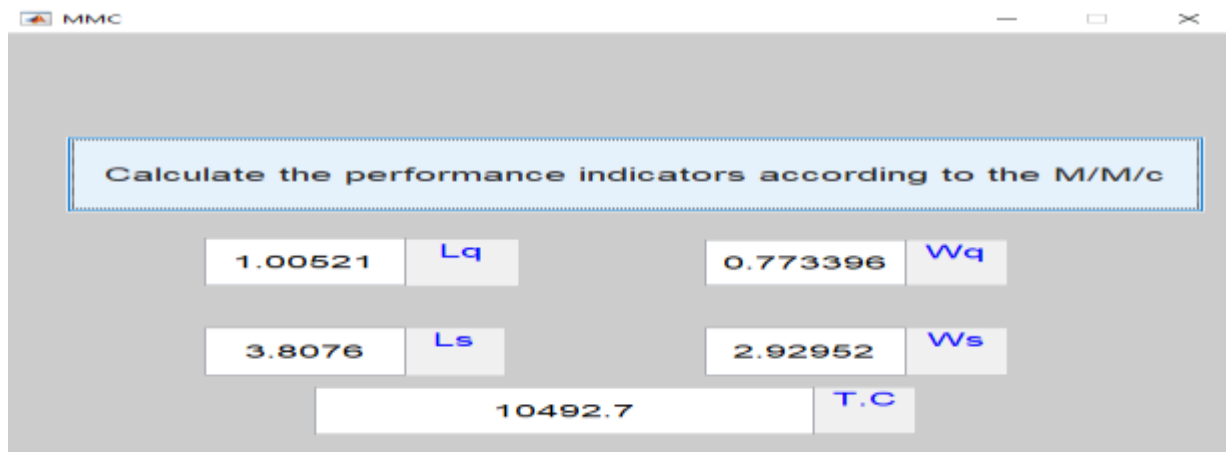 MMC
Calculate the performance indicators according to the M/M/c
1.00521 Lq 0.773396 Wq
3.8076 Ls 2.92952 Ws
10492.7 T.C